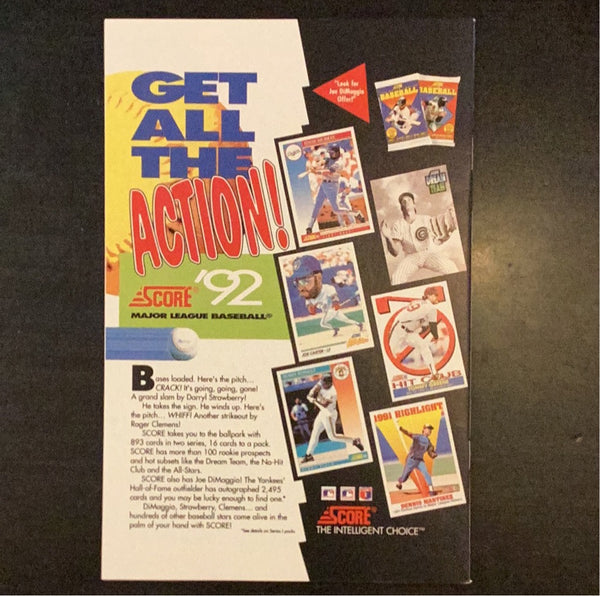 GET
ALL
THE
ACTION!
SCORE® '92
MAJOR LEAGUE BASEBALL®
Bases loaded. Here's the pitch...
CRACK! It's going, going, gone!
A grand slam by Darryl Strawberry!
He takes the sign. He winds up. Here's
the pitch... WHIFF! Another strikeout by
Roger Clemens!
SCORE takes you to the ballpark with
893 cards in two series, 16 cards to a pack.
SCORE has more than 100 rookie prospects
and hot subsets like the Dream Team, the No-Hit
Club and the All-Stars.
SCORE also has Joe DiMaggio! The Yankees'
Hall-of-Fame outfielder has autographed 2,495
cards and you may be lucky enough to find one.*
DiMaggio, Strawberry, Clemens... and
hundreds of other baseball stars come alive in the
palm of your hand with SCORE!
*See details on Series I packs.
"Look for
Joe DiMaggio
Offer!"
BASEBALL BASEBALL
DREAM
TEAM
JOE CARTER - OF
HIT CLUB
1991 HIGHLIGHT
DENNIS MARTINEZ
SCORE®
THE INTELLIGENT CHOICE™